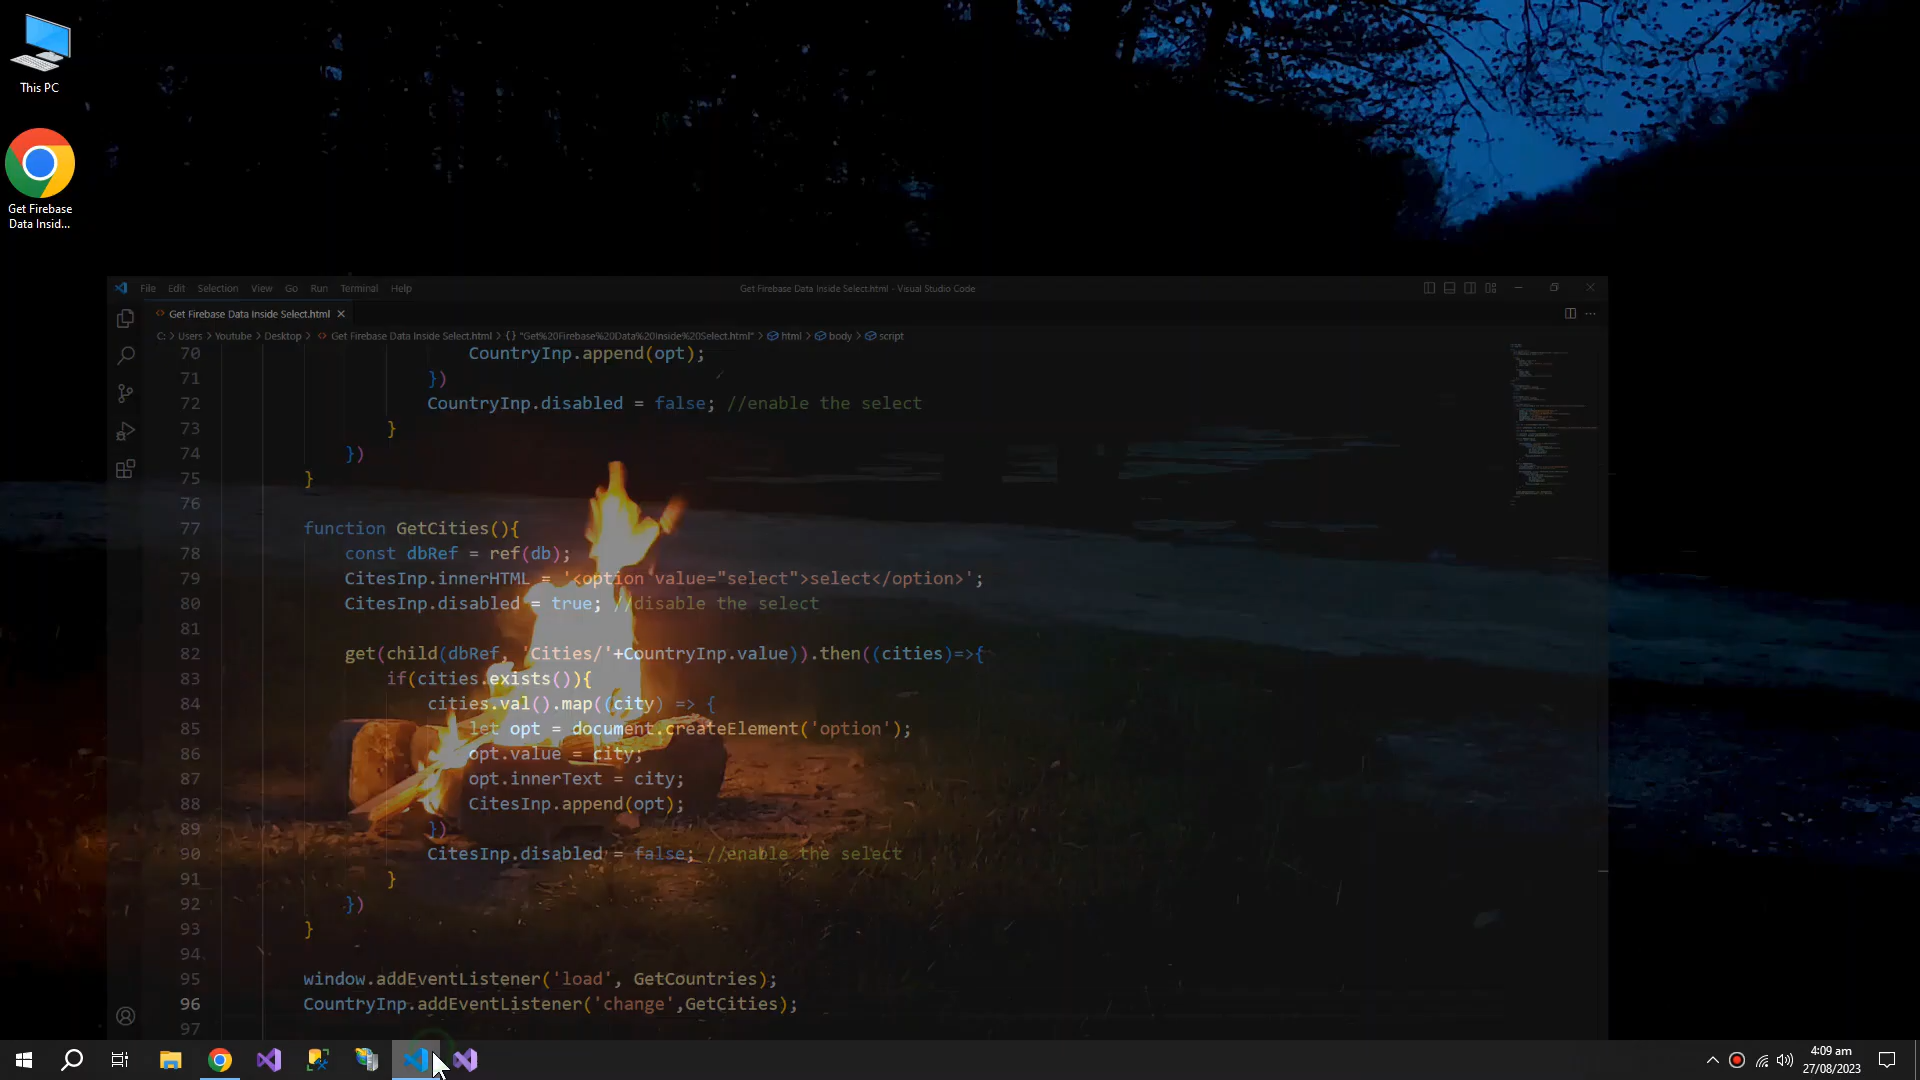 This PC
Get Firebase
Data Insid...
File Edit Selection View Go Run Terminal Help
Get Firebase Data Inside Select.html - Visual Studio Code
Get Firebase Data Inside Select.html
C: > Users > Youtube > Desktop > Get Firebase Data Inside Select.html > {} "Get%20Firebase%20Data%20Inside%20Select.html" > html > body > script
70 CountryInp.append(opt);
71 })
72 CountryInp.disabled = false; //enable the select
73 }
74 })
75 }
76
77 function GetCities(){
78 const dbRef = ref(db);
79 CitesInp.innerHTML = '<option value="select">select</option>';
80 CitesInp.disabled = true; //disable the select
81
82 get(child(dbRef, 'Cities/'+CountryInp.value)).then((cities)=>{
83 if(cities.exists()){
84 cities.val().map((city) => {
85 let opt = document.createElement('option');
86 opt.value = city;
87 opt.innerText = city;
88 CitesInp.append(opt);
89 })
90 CitesInp.disabled = false; //enable the select
91 }
92 })
93 }
94
95 window.addEventListener('load', GetCountries);
96 CountryInp.addEventListener('change',GetCities);
97
4:09 am
27/08/2023